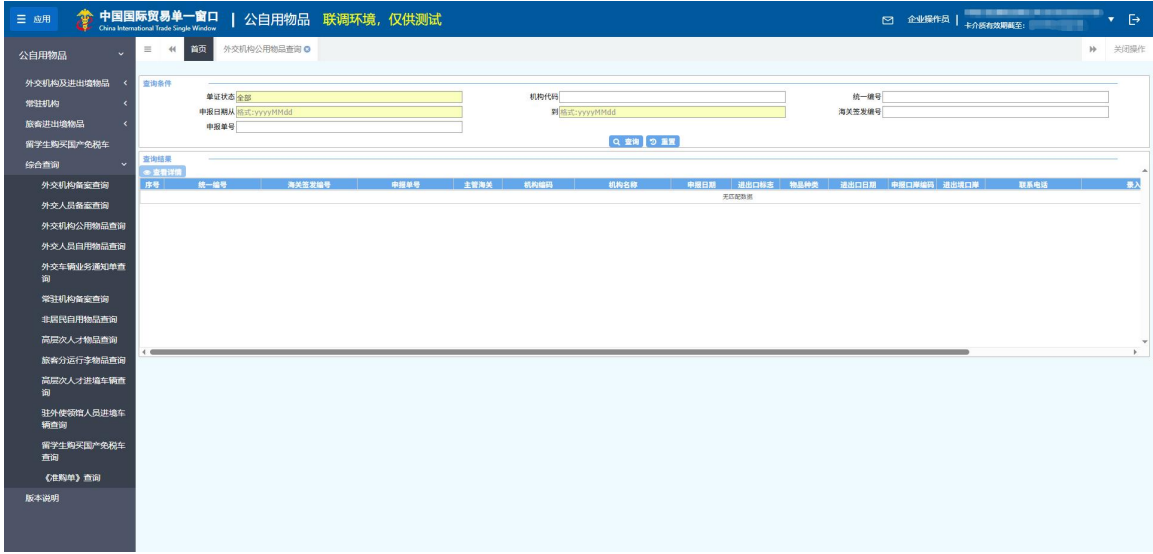 应用
中国国际贸易单一窗口
China International Trade Single Window
公自用物品
联调环境，仅供测试
企业操作员
卡介质有效期截至：
公自用物品
首页
外交机构公用物品查询
关闭操作
外交机构及进出境物品
常驻机构
旅客进出境物品
留学生购买国产免税车
综合查询
外交机构备案查询
外交人员备案查询
外交机构公用物品查询
外交人员自用物品查询
外交车辆业务通知单查
询
常驻机构备案查询
非居民自用物品查询
高层次人才物品查询
旅客分运行李物品查询
高层次人才进境车辆查
询
驻外使领馆人员进境车
辆查询
留学生购买国产免税车
查询
《准购单》查询
版本说明
查询条件
单证状态 全部
机构代码
统一编号
申报日期从 格式:yyyyMMdd
到 格式:yyyyMMdd
海关签发编号
申报单号
查询 重置
查询结果
查看详情
序号 统一编号 海关签发编号 申报单号 主管海关 机构编码 机构名称 申报日期 进出口标志 物品种类 进出口日期 申报口岸编码 进出境口岸 联系电话 录入
无匹配数据